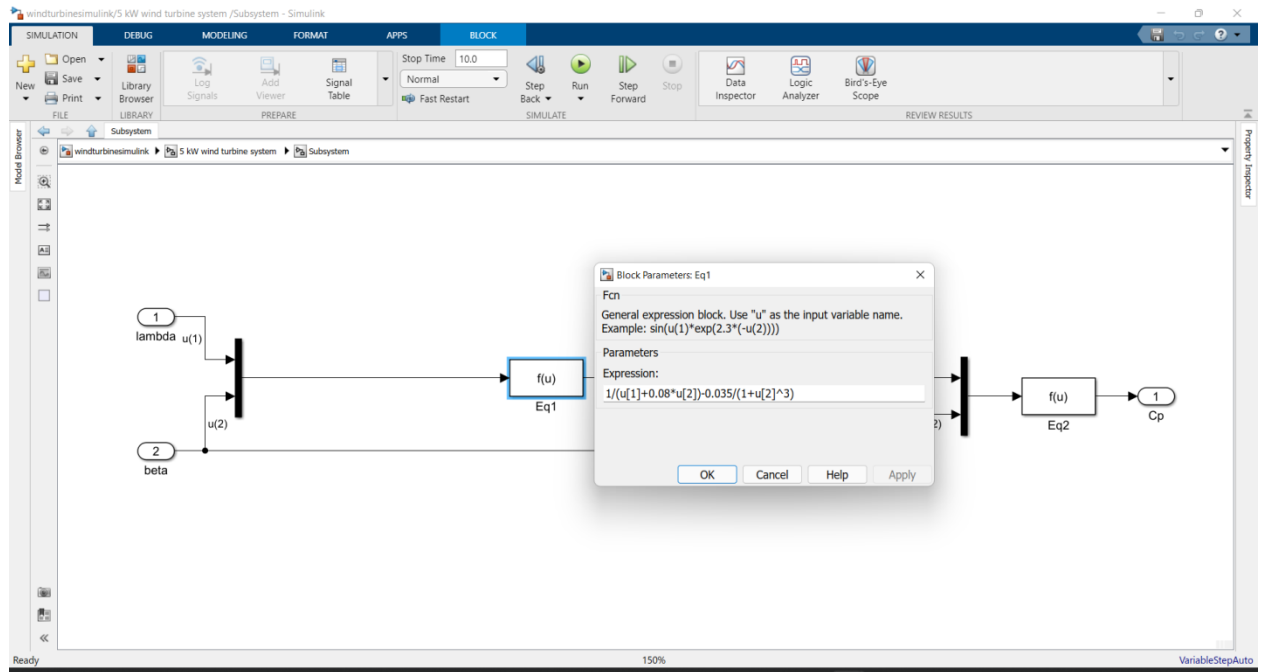 windturbinesimulink/5 kW wind turbine system /Subsystem - Simulink
SIMULATION DEBUG MODELING FORMAT APPS BLOCK
New
Open
Save
Print
FILE
Library
Browser
LIBRARY
Log
Signals
Add
Viewer
Signal
Table
PREPARE
Stop Time 10.0
Normal
Fast Restart
Step
Back
Run
Step
Forward
Stop
SIMULATE
Data
Inspector
Logic
Analyzer
Bird's-Eye
Scope
REVIEW RESULTS
Model Browser
Property Inspector
Subsystem
windturbinesimulink 5 kW wind turbine system Subsystem
1
lambda
u(1)
u(2)
2
beta
f(u)
Eq1
Block Parameters: Eq1
Fcn
General expression block. Use "u" as the input variable name.
Example: sin(u(1)*exp(2.3*(-u(2))))
Parameters
Expression:
1/(u[1]+0.08*u[2])-0.035/(1+u[2]^3)
OK Cancel Help Apply
2)
f(u)
Eq2
1
Cp
Ready 150% VariableStepAuto